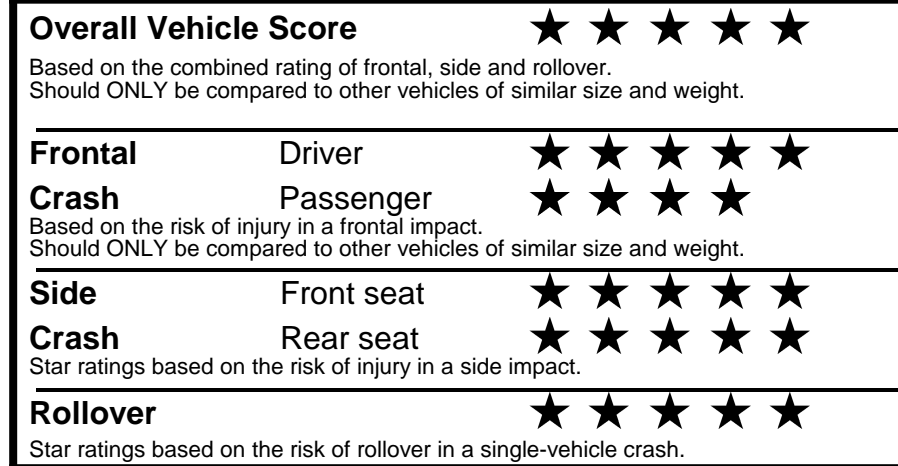 Overall Vehicle Score ★ ★ ★ ★ ★
Based on the combined rating of frontal, side and rollover.
Should ONLY be compared to other vehicles of similar size and weight.
Frontal Driver ★ ★ ★ ★ ★
Crash Passenger ★ ★ ★ ★
Based on the risk of injury in a frontal impact.
Should ONLY be compared to other vehicles of similar size and weight.
Side Front seat ★ ★ ★ ★ ★
Crash Rear seat ★ ★ ★ ★ ★
Star ratings based on the risk of injury in a side impact.
Rollover ★ ★ ★ ★ ★
Star ratings based on the risk of rollover in a single-vehicle crash.